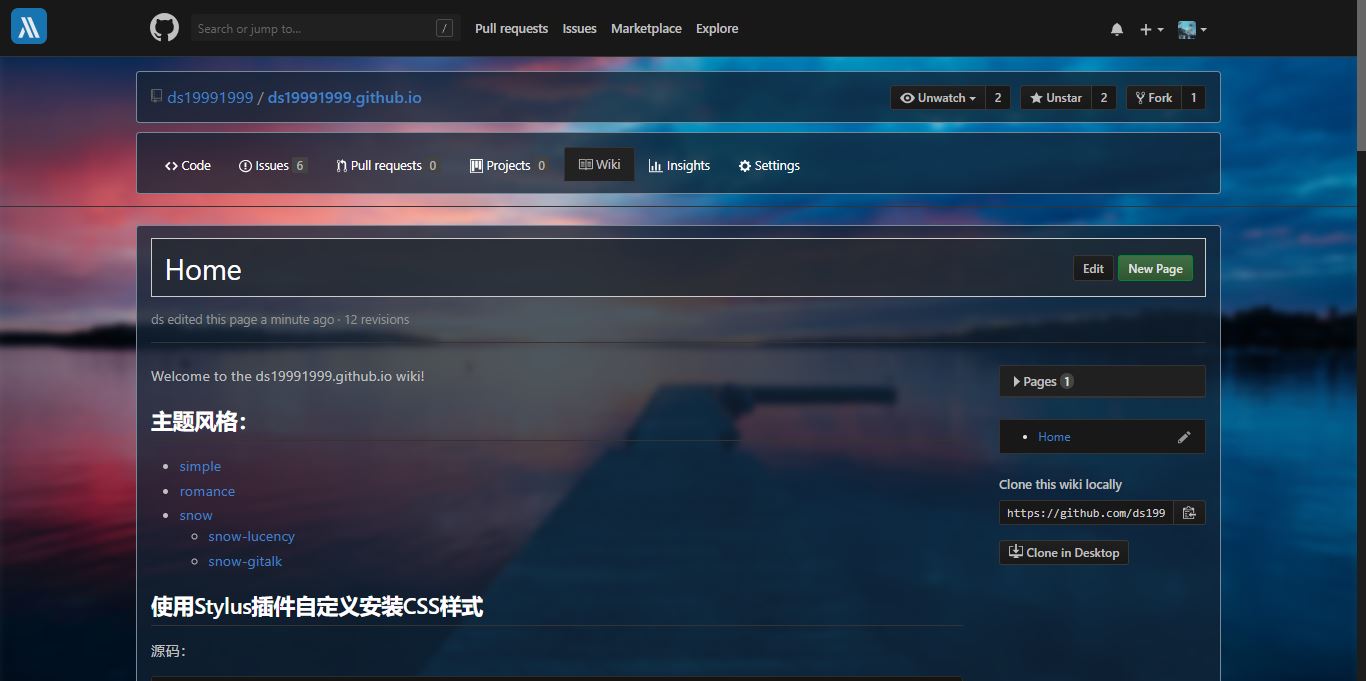 Search or jump to... / Pull requests Issues Marketplace Explore
ds19991999 / ds19991999.github.io Unwatch 2 Unstar 2 Fork 1
Code Issues 6 Pull requests 0 Projects 0 Wiki Insights Settings
Home Edit New Page
ds edited this page a minute ago · 12 revisions
Welcome to the ds19991999.github.io wiki!
Pages 1
主题风格：
Home
simple
Clone this wiki locally
romance
https://github.com/ds199
snow
snow-lucency
Clone in Desktop
snow-gitalk
使用Stylus插件自定义安装CSS样式
源码：